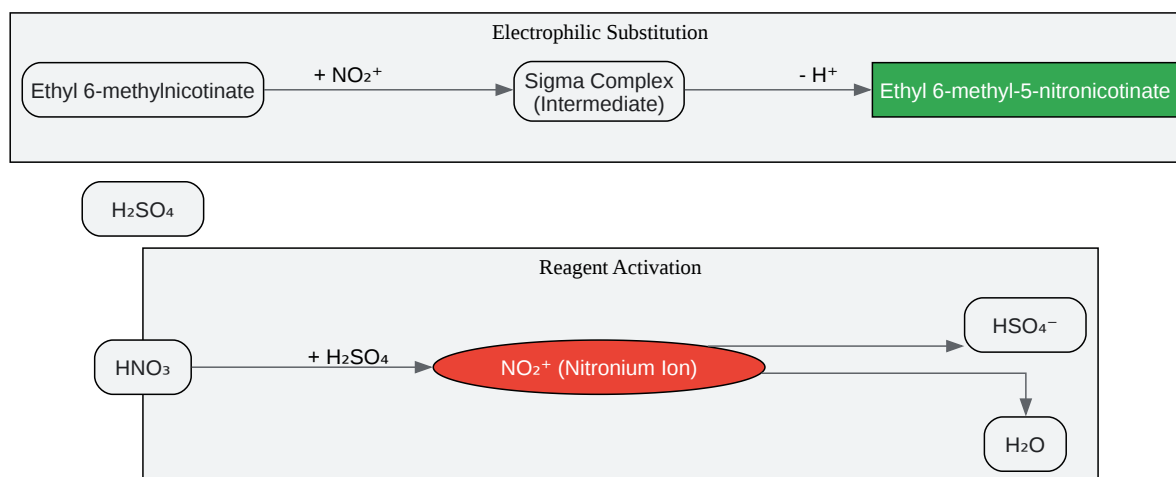 Electrophilic Substitution
Ethyl 6-methylnicotinate
+ NO₂⁺
Sigma Complex
(Intermediate)
- H⁺
Ethyl 6-methyl-5-nitronicotinate
H₂SO₄
Reagent Activation
HNO₃
+ H₂SO₄
NO₂⁺ (Nitronium Ion)
HSO₄⁻
H₂O